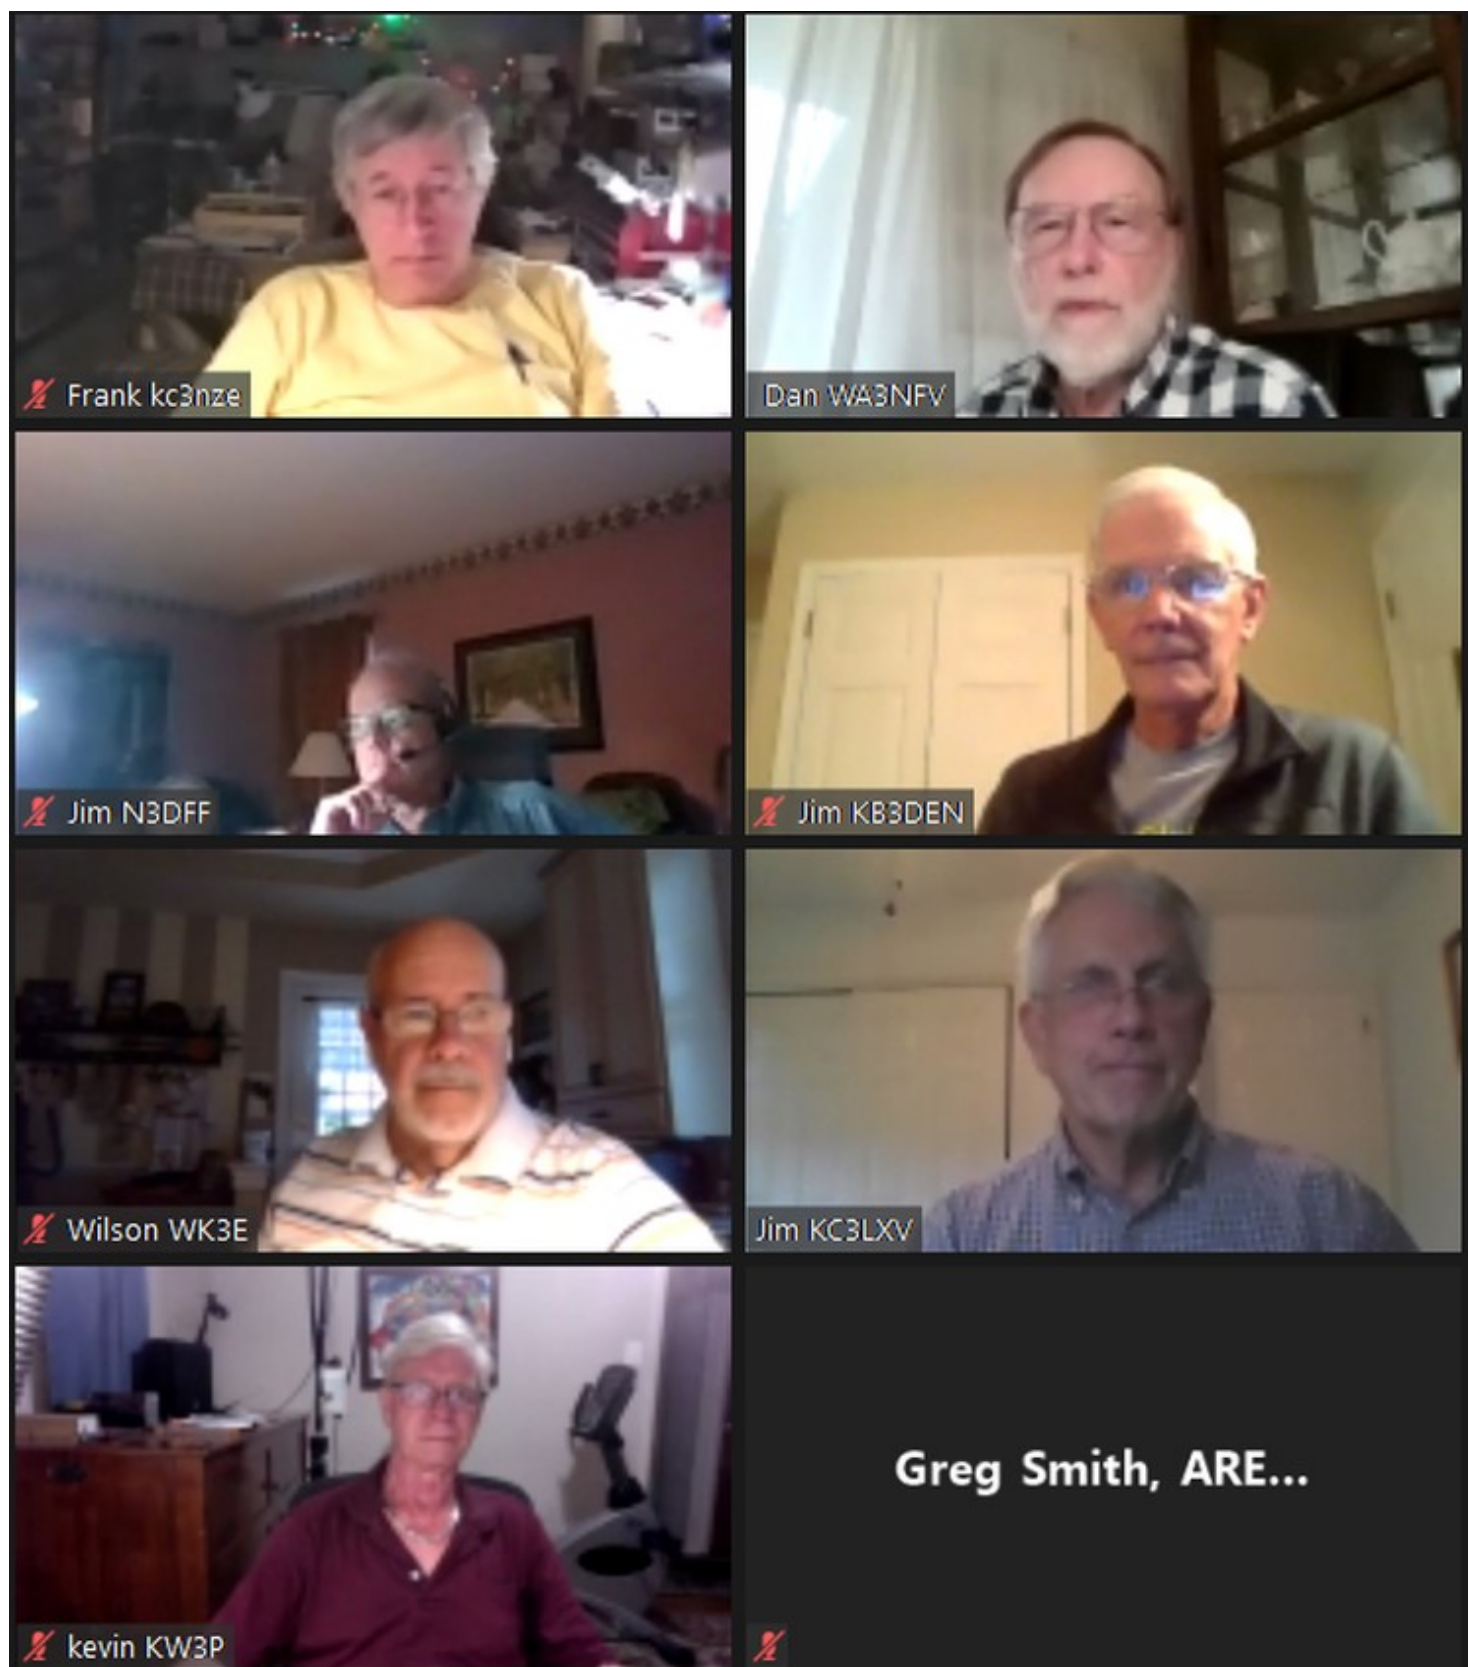 Frank kc3nze
Dan WA3NFV
Jim N3DFF
Jim KB3DEN
Wilson WK3E
Jim KC3LXV
kevin KW3P
Greg Smith, ARE...